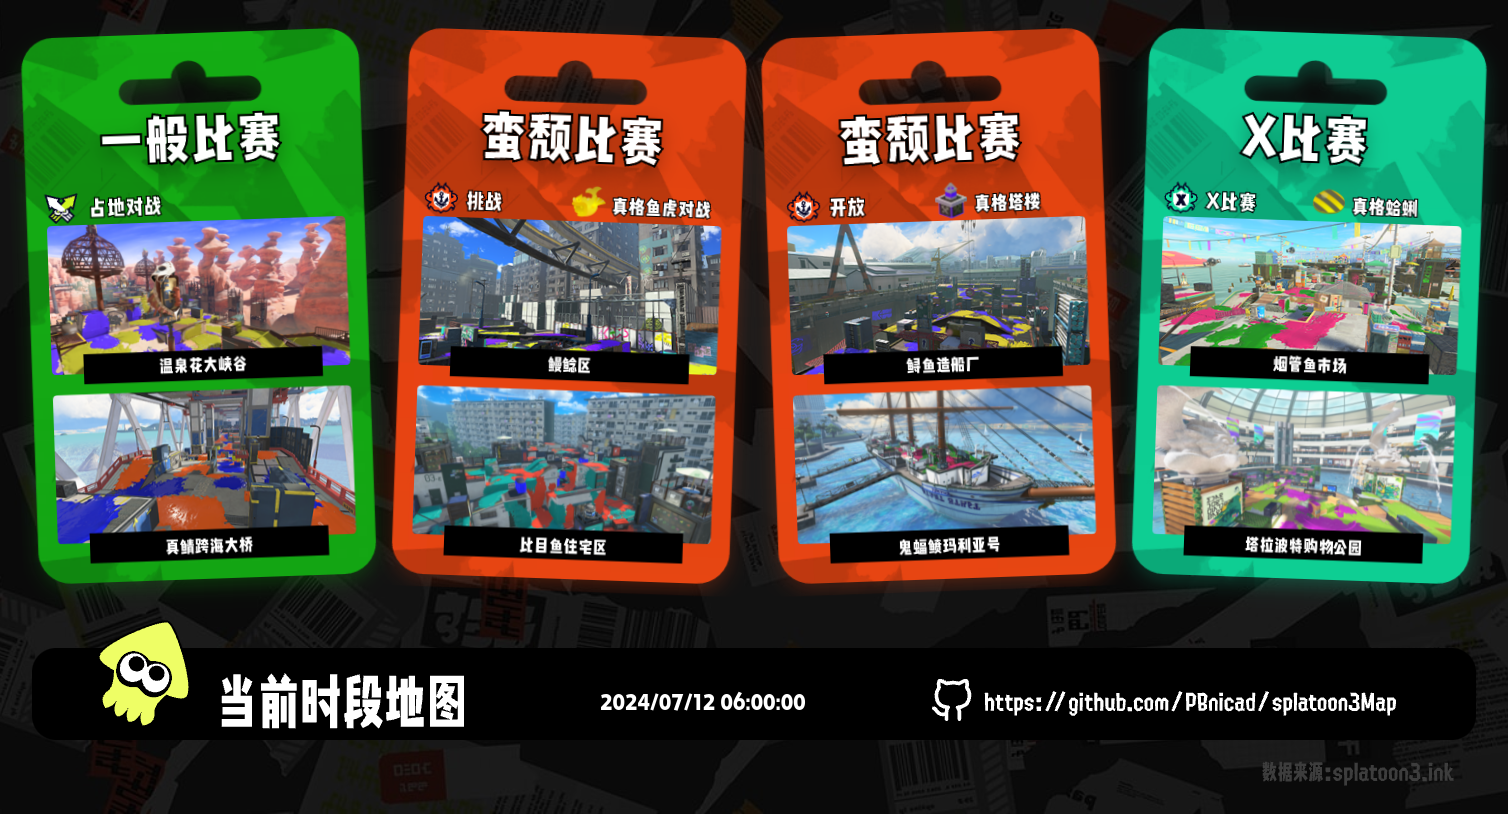 一般比赛
占地对战
温泉花大峡谷
真鲭跨海大桥
蛮颓比赛
挑战
真格鱼虎对战
鳗鲶区
比目鱼住宅区
蛮颓比赛
开放
真格塔楼
鲟鱼造船厂
鬼蝠鲼玛利亚号
X比赛
X比赛
真格蛤蜊
烟管鱼市场
塔拉波特购物公园
当前时段地图
2024/07/12 06:00:00
https://github.com/PBnicad/splatoon3Map
数据来源:splatoon3.ink